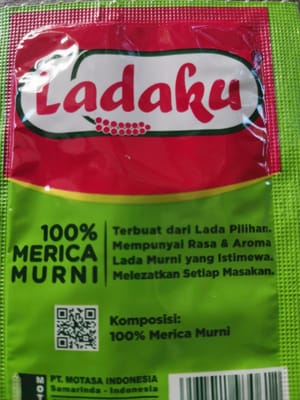 Ladaku
100%
MERICA
MURNI
Terbuat dari Lada Pilihan.
Mempunyai Rasa & Aroma
Lada Murni yang Istimewa.
Melezatkan Setiap Masakan.
Komposisi:
100% Merica Murni
MOT
PT. MOTASA INDONESIA
Samarinda - Indonesia